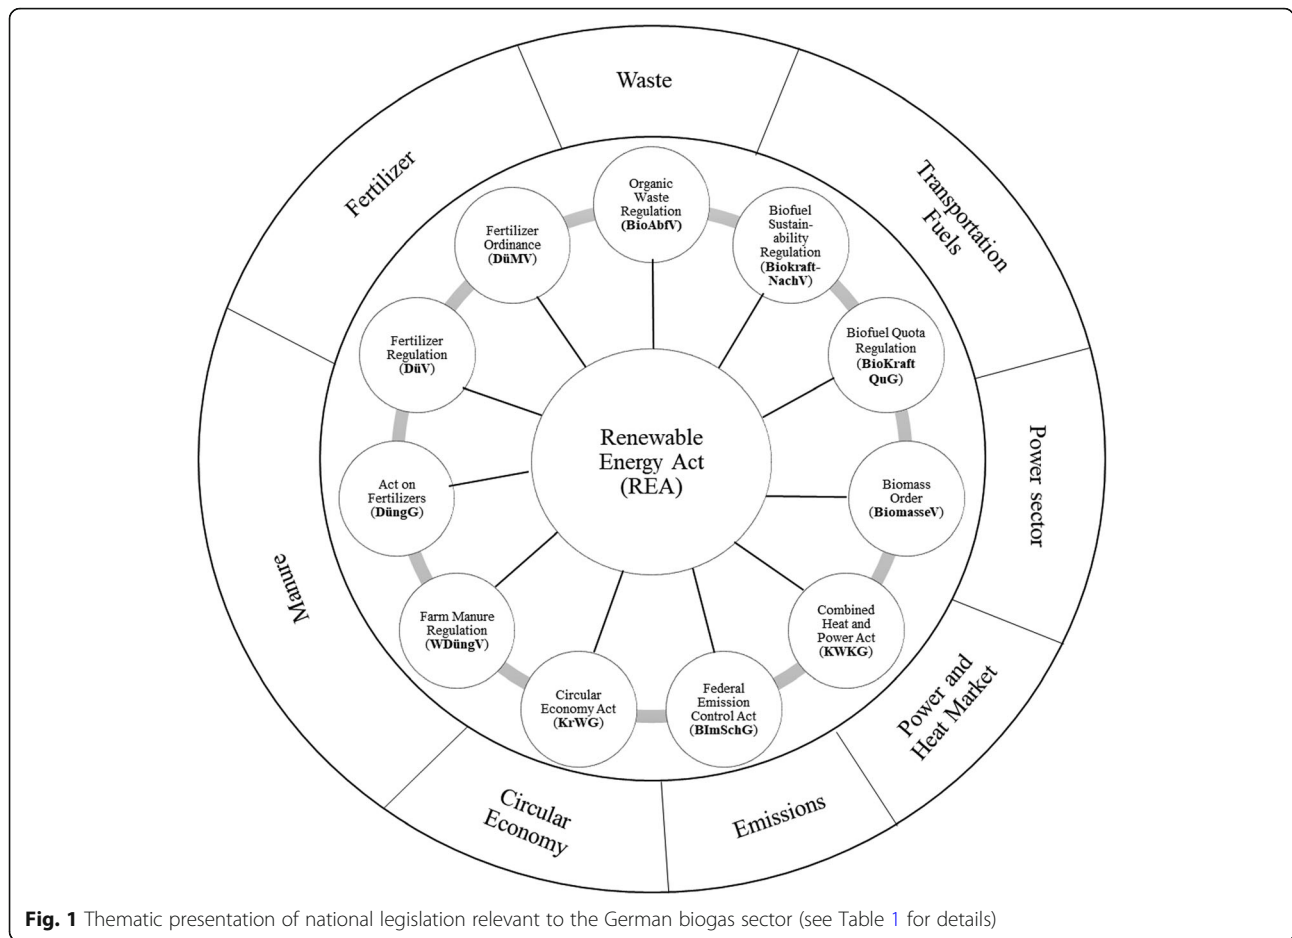 Waste
Transportation
Fuels
Power sector
Power and
Heat Market
Emissions
Circular
Economy
Manure
Fertilizer
Organic
Waste
Regulation
(BioAbfV)
Biofuel
Sustain-
ability
Regulation
(Biokraft-
NachV)
Biofuel Quota
Regulation
(BioKraft
QuG)
Biomass
Order
(BiomasseV)
Combined
Heat and
Power Act
(KWKG)
Federal
Emission
Control Act
(BImSchG)
Circular
Economy Act
(KrWG)
Farm Manure
Regulation
(WDüngV)
Act on
Fertilizers
(DüngG)
Fertilizer
Regulation
(DüV)
Fertilizer
Ordinance
(DüMV)
Renewable
Energy Act
(REA)
Fig. 1 Thematic presentation of national legislation relevant to the German biogas sector (see Table 1 for details)